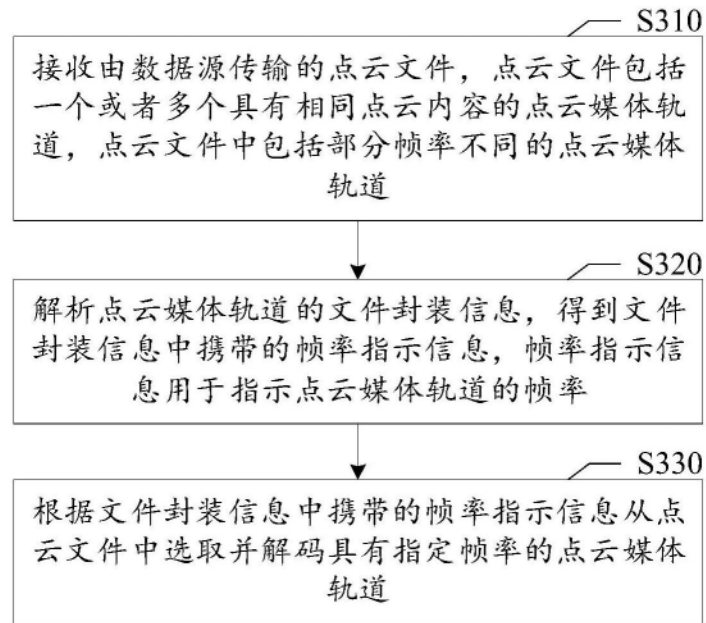 S310
接收由数据源传输的点云文件，点云文件包括
一个或者多个具有相同点云内容的点云媒体轨
道，点云文件中包括部分帧率不同的点云媒体
轨道
S320
解析点云媒体轨道的文件封装信息，得到文件
封装信息中携带的帧率指示信息，帧率指示信
息用于指示点云媒体轨道的帧率
S330
根据文件封装信息中携带的帧率指示信息从点
云文件中选取并解码具有指定帧率的点云媒体
轨道